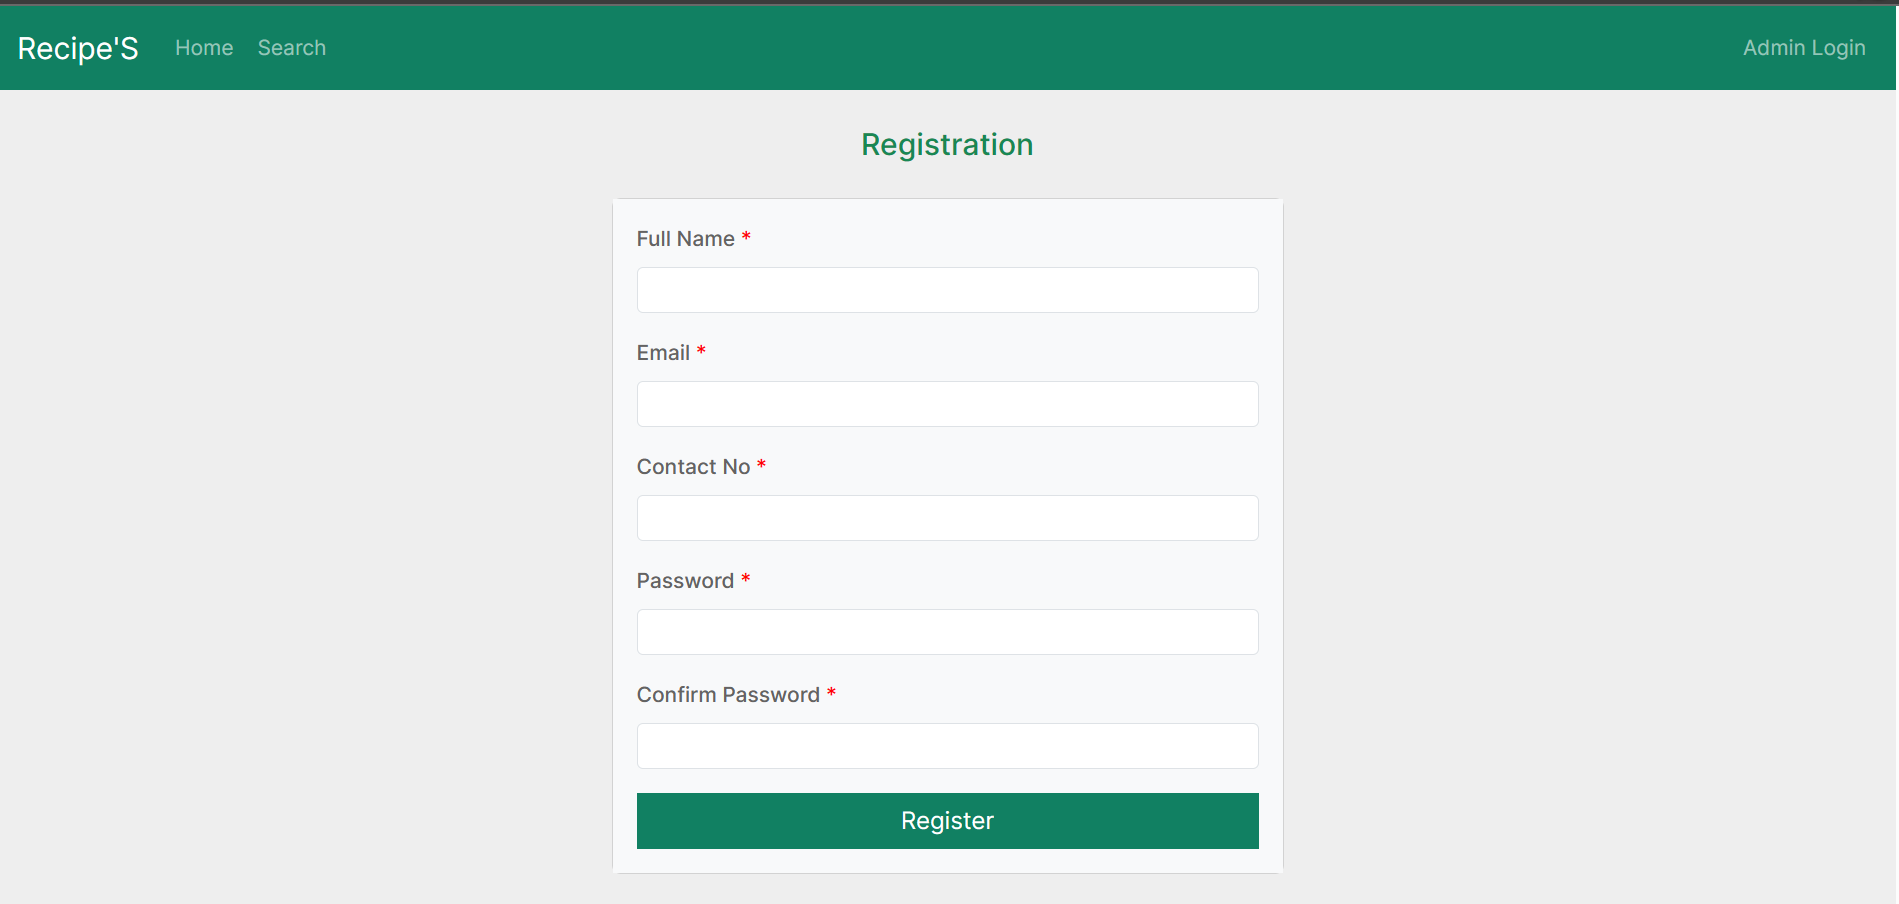 Recipe'S Home Search Admin Login
Registration
Full Name *
Email *
Contact No *
Password *
Confirm Password *
Register